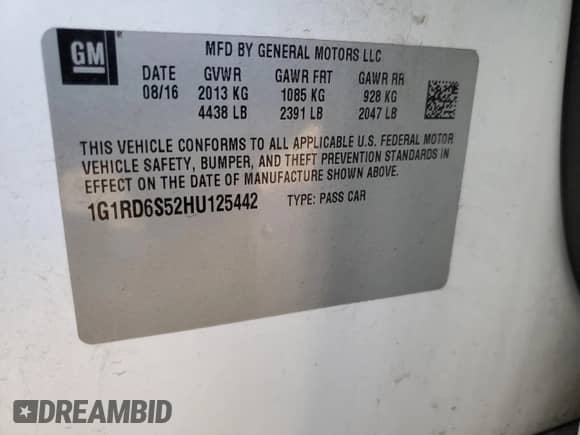 GM
MFD BY GENERAL MOTORS LLC
DATE GVWR GAWR FRT GAWR RR
08/16 2013 KG 1085 KG 928 KG
4438 LB 2391 LB 2047 LB
THIS VEHICLE CONFORMS TO ALL APPLICABLE U.S. FEDERAL MOTOR
VEHICLE SAFETY, BUMPER, AND THEFT PREVENTION STANDARDS IN
EFFECT ON THE DATE OF MANUFACTURE SHOWN ABOVE.
1G1RD6S52HU125442 TYPE: PASS CAR
DREAMBID